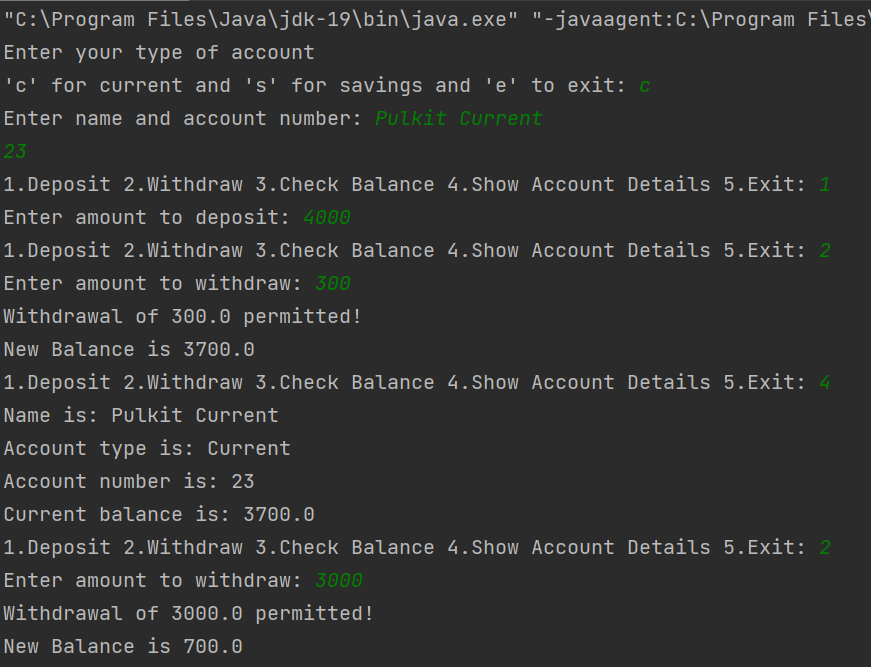 "C:\Program Files\Java\jdk-19\bin\java.exe" "-javaagent:C:\Program Files\
Enter your type of account
'c' for current and 's' for savings and 'e' to exit: c
Enter name and account number: Pulkit Current
23
1.Deposit 2.Withdraw 3.Check Balance 4.Show Account Details 5.Exit: 1
Enter amount to deposit: 4000
1.Deposit 2.Withdraw 3.Check Balance 4.Show Account Details 5.Exit: 2
Enter amount to withdraw: 300
Withdrawal of 300.0 permitted!
New Balance is 3700.0
1.Deposit 2.Withdraw 3.Check Balance 4.Show Account Details 5.Exit: 4
Name is: Pulkit Current
Account type is: Current
Account number is: 23
Current balance is: 3700.0
1.Deposit 2.Withdraw 3.Check Balance 4.Show Account Details 5.Exit: 2
Enter amount to withdraw: 3000
Withdrawal of 3000.0 permitted!
New Balance is 700.0